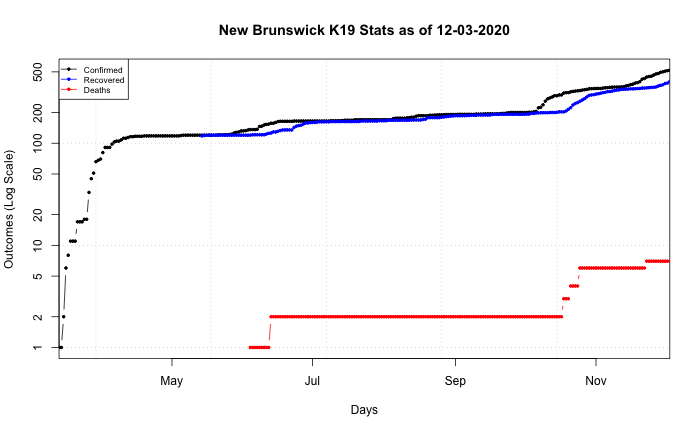 New Brunswick K19 Stats as of 12-03-2020
Confirmed
Recovered
Deaths
Outcomes (Log Scale)
500
200
100
50
20
10
5
2
1
May
Jul
Sep
Nov
Days